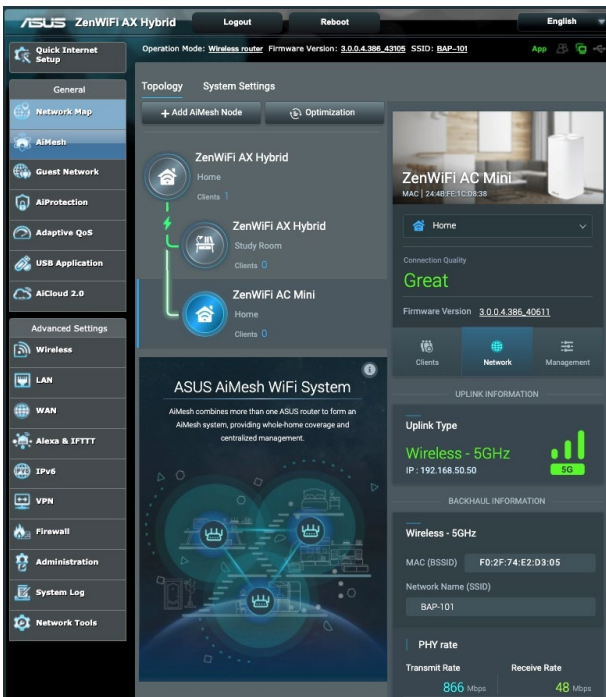 ASUS ZenWiFi AX Hybrid Logout Reboot English
Quick Internet
Setup
Operation Mode: Wireless router Firmware Version: 3.0.0.4.386_43105 SSID: BAP-101 App
General
Network Map
AiMesh
Guest Network
AiProtection
Adaptive QoS
USB Application
AiCloud 2.0
Advanced Settings
Wireless
LAN
WAN
Alexa & IFTTT
IPv6
VPN
Firewall
Administration
System Log
Network Tools
Topology System Settings
+ Add AiMesh Node Optimization
ZenWiFi AX Hybrid
Home
Clients 1
ZenWiFi AX Hybrid
Study Room
Clients 0
ZenWiFi AC Mini
Home
Clients 0
ASUS AiMesh WiFi System
AiMesh combines more than one ASUS router to form an
AiMesh system, providing whole-home coverage and
centralized management.
ZenWiFi AC Mini
MAC | 24:4B:FE:1C:08:38
Home
Connection Quality
Great
Firmware Version 3.0.0.4.386_40611
Clients Network Management
UPLINK INFORMATION
Uplink Type
Wireless - 5GHz
IP : 192.168.50.50
5G
BACKHAUL INFORMATION
Wireless - 5GHz
MAC (BSSID) F0:2F:74:E2:D3:05
Network Name (SSID)
BAP-101
PHY rate
Transmit Rate Receive Rate
866 Mbps 48 Mbps